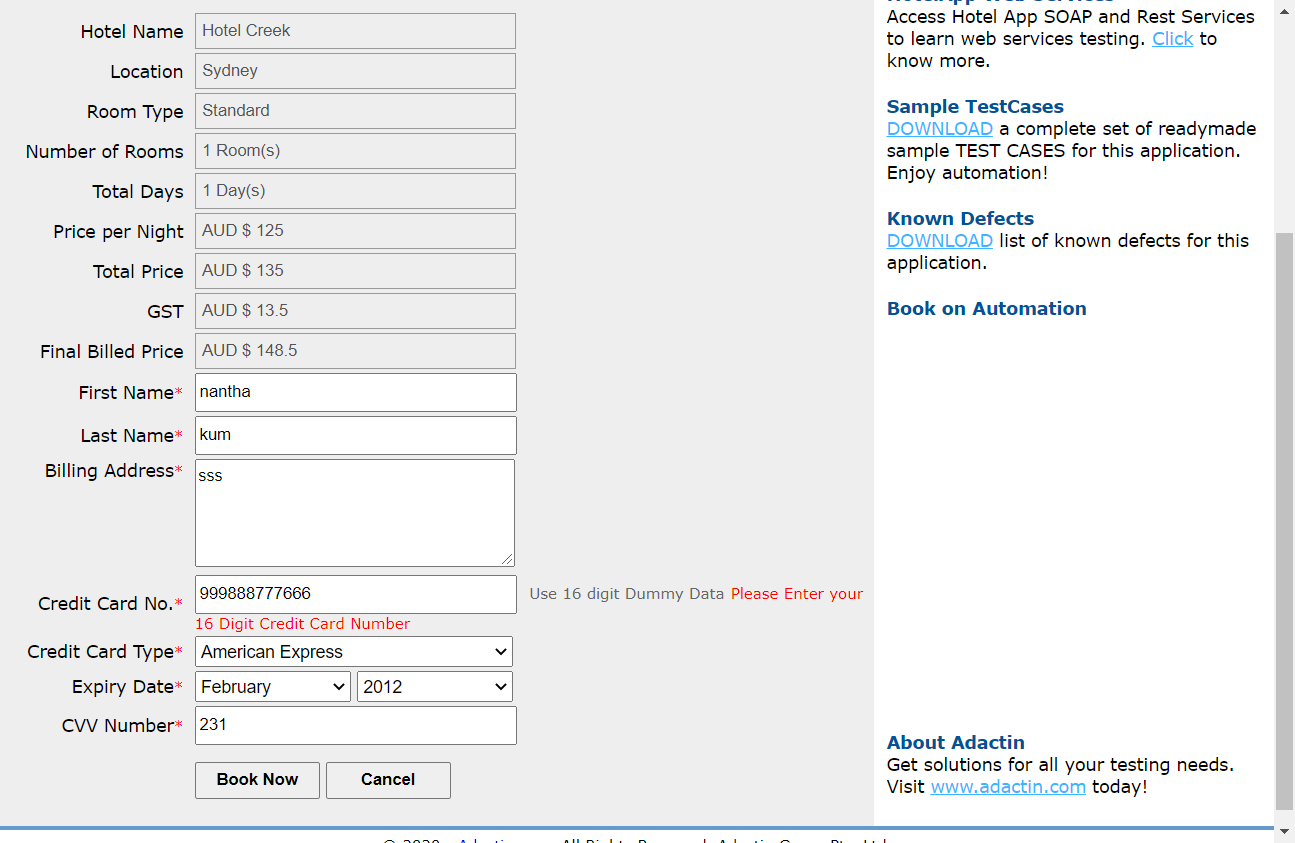 Hotel Name Hotel Creek
Location Sydney
Room Type Standard
Number of Rooms 1 Room(s)
Total Days 1 Day(s)
Price per Night AUD $ 125
Total Price AUD $ 135
GST AUD $ 13.5
Final Billed Price AUD $ 148.5
First Name* nantha
Last Name* kum
Billing Address* sss
Credit Card No.* 999888777666 Use 16 digit Dummy Data Please Enter your
16 Digit Credit Card Number
Credit Card Type* American Express
Expiry Date* February 2012
CVV Number* 231
Book Now Cancel
Access Hotel App SOAP and Rest Services
to learn web services testing. Click to
know more.
Sample TestCases
DOWNLOAD a complete set of readymade
sample TEST CASES for this application.
Enjoy automation!
Known Defects
DOWNLOAD list of known defects for this
application.
Book on Automation
About Adactin
Get solutions for all your testing needs.
Visit www.adactin.com today!